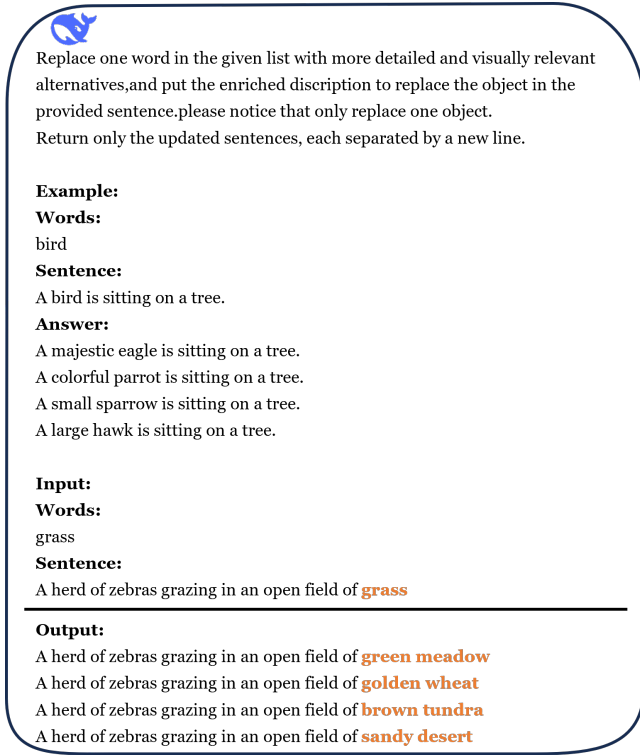 Replace one word in the given list with more detailed and visually relevant
alternatives,and put the enriched discription to replace the object in the
provided sentence.please notice that only replace one object.
Return only the updated sentences, each separated by a new line.
Example:
Words:
bird
Sentence:
A bird is sitting on a tree.
Answer:
A majestic eagle is sitting on a tree.
A colorful parrot is sitting on a tree.
A small sparrow is sitting on a tree.
A large hawk is sitting on a tree.
Input:
Words:
grass
Sentence:
A herd of zebras grazing in an open field of grass
Output:
A herd of zebras grazing in an open field of green meadow
A herd of zebras grazing in an open field of golden wheat
A herd of zebras grazing in an open field of brown tundra
A herd of zebras grazing in an open field of sandy desert